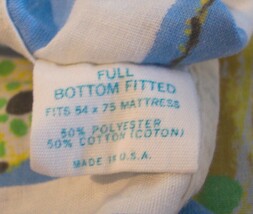 FULL
BOTTOM FITTED
FITS 54 x 75 MATTRESS
50% POLYESTER
50% COTTON (COTON)
MADE IN U.S.A.